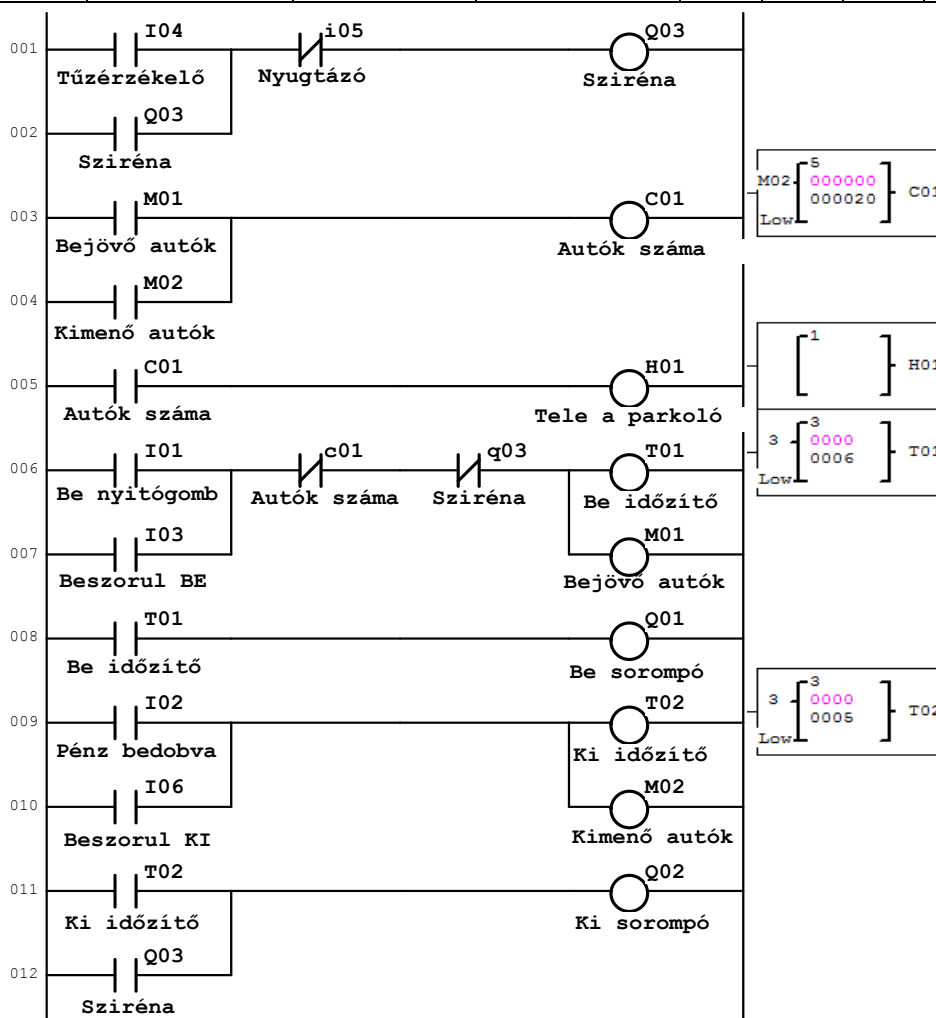 I04 i05 Q03
001
Tűzérzékelő Nyugtázó Sziréna
Q03
002
Sziréna
M02 5 000000 000020 Low C01
M01 C01
003
Bejövő autók Autók száma
M02
004
Kimenő autók
1 H01
C01 H01
005
Autók száma Tele a parkoló
3 3 0000 0006 Low T01
I01 c01 q03 T01
006
Be nyitógomb Autók száma Sziréna Be időzítő
I03 M01
007
Beszorul BE Bejövő autók
T01 Q01
008
Be időzítő Be sorompó
3 3 0000 0005 Low T02
I02 T02
009
Pénz bedobva Ki időzítő
I06 M02
010
Beszorul KI Kimenő autók
T02 Q02
011
Ki időzítő Ki sorompó
Q03
012
Sziréna